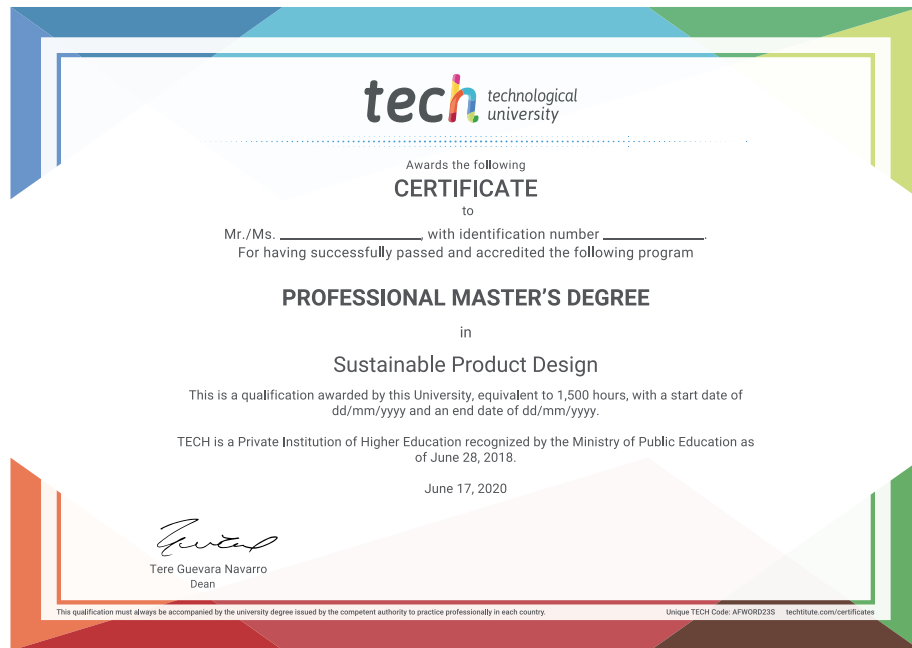 tech technological
university
Awards the following
CERTIFICATE
to
Mr./Ms. ____________________, with identification number ______________.
For having successfully passed and accredited the following program
PROFESSIONAL MASTER'S DEGREE
in
Sustainable Product Design
This is a qualification awarded by this University, equivalent to 1,500 hours, with a start date of
dd/mm/yyyy and an end date of dd/mm/yyyy.
TECH is a Private Institution of Higher Education recognized by the Ministry of Public Education as
of June 28, 2018.
June 17, 2020
Tere Guevara Navarro
Dean
This qualification must always be accompanied by the university degree issued by the competent authority to practice professionally in each country.
Unique TECH Code: AFWORD23S techtitute.com/certificates